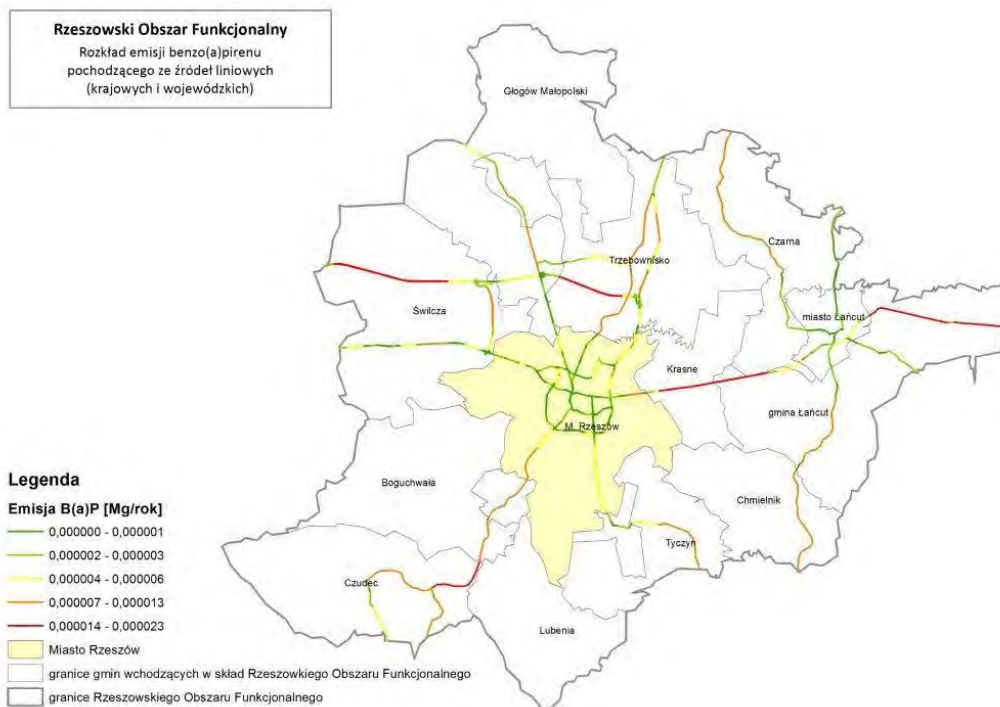 Rzeszowski Obszar Funkcjonalny
Rozkład emisji benzo(a)pirenu
pochodzącego ze źródeł liniowych
(krajowych i wojewódzkich)
Głogów Małopolski
Trzebownisko
Czarna
Świlcza
miasto Łańcut
Krasne
gmina Łańcut
M. Rzeszów
Boguchwała
Chmielnik
Tyczyn
Czudec
Lubenia
Legenda
Emisja B(a)P [Mg/rok]
0,000000 - 0,000001
0,000002 - 0,000003
0,000004 - 0,000006
0,000007 - 0,000013
0,000014 - 0,000023
Miasto Rzeszów
granice gmin wchodzących w skład Rzeszowkiego Obszaru Funkcjonalnego
granice Rzeszowskiego Obszaru Funkcjonalnego